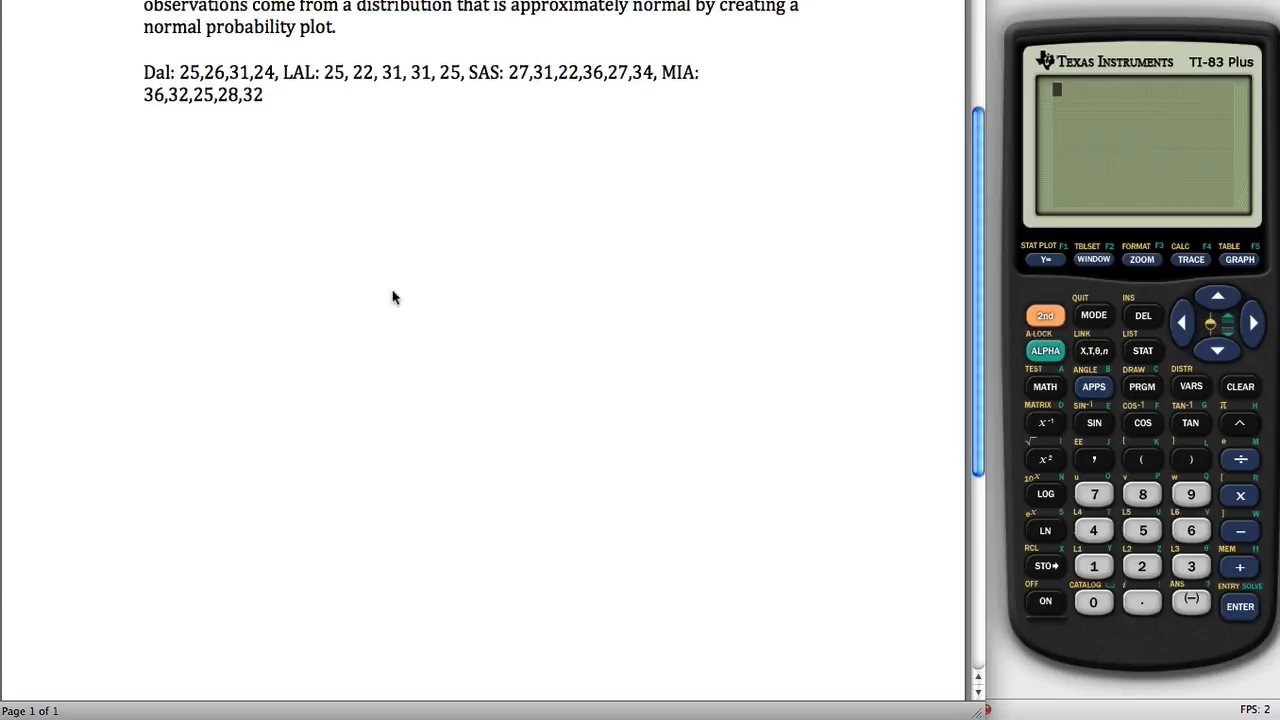 observations come from a distribution that is approximately normal by creating a
normal probability plot.
Dal: 25,26,31,24, LAL: 25, 22, 31, 31, 25, SAS: 27,31,22,36,27,34, MIA:
36,32,25,28,32
TEXAS INSTRUMENTS TI-83 Plus
STAT PLOT F1 TBLSET F2 FORMAT F3 CALC F4 TABLE F5
Y= WINDOW ZOOM TRACE GRAPH
QUIT INS
2nd MODE DEL
A-LOCK LINK LIST
ALPHA X,T,θ,n STAT
TEST A ANGLE B DRAW C DISTR
MATH APPS PRGM VARS CLEAR
MATRIX D SIN⁻¹ E COS⁻¹ F TAN⁻¹ G π H
x⁻¹ SIN COS TAN ^
√ I EE J { K } L e M
x² , ( ) ÷
10ˣ N u O v P w Q [ R
LOG 7 8 9 ×
eˣ S L4 T L5 U L6 V ] W
LN 4 5 6 −
RCL X L1 Y L2 Z L3 θ MEM "
STO➔ 1 2 3 +
OFF CATALOG ⎵ i : ANS ? ENTRY SOLVE
ON 0 . (−) ENTER
Page 1 of 1
FPS: 2